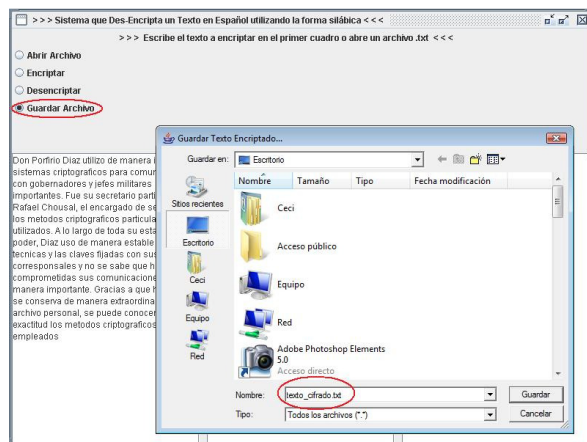 > > > Sistema que Des-Encripta un Texto en Español utilizando la forma silábica < < <
> > > Escribe el texto a encriptar en el primer cuadro o abre un archivo .txt < < <
Abrir Archivo
Encriptar
Desencriptar
Guardar Archivo
Don Porfirio Diaz utilizo de manera
sistemas criptograficos para comu
con gobernadores y jefes militares
importantes. Fue su secretario parti
Rafael Chousal, el encargado de se
los metodos criptograficos particula
utilizados. A lo largo de toda su esta
poder, Diaz uso de manera estable
tecnicas y las claves fijadas con sus
corresponsales y no se sabe que h
comprometidas sus comunicacione
manera importante. Gracias a que h
se conserva de manera extraordina
archivo personal, se puede conocer
exactitud los metodos criptograficos
empleados
Guardar Texto Encriptado...
Guardar en:
Escritorio
Sitios recientes
Escritorio
Ceci
Equipo
Red
Nombre Tamaño Tipo Fecha modificación
Ceci
Acceso público
Equipo
Red
Adobe Photoshop Elements
5.0
Acceso directo
Nombre: texto_cifrado.txt Guardar
Tipo: Todos los archivos (*.*) Cancelar